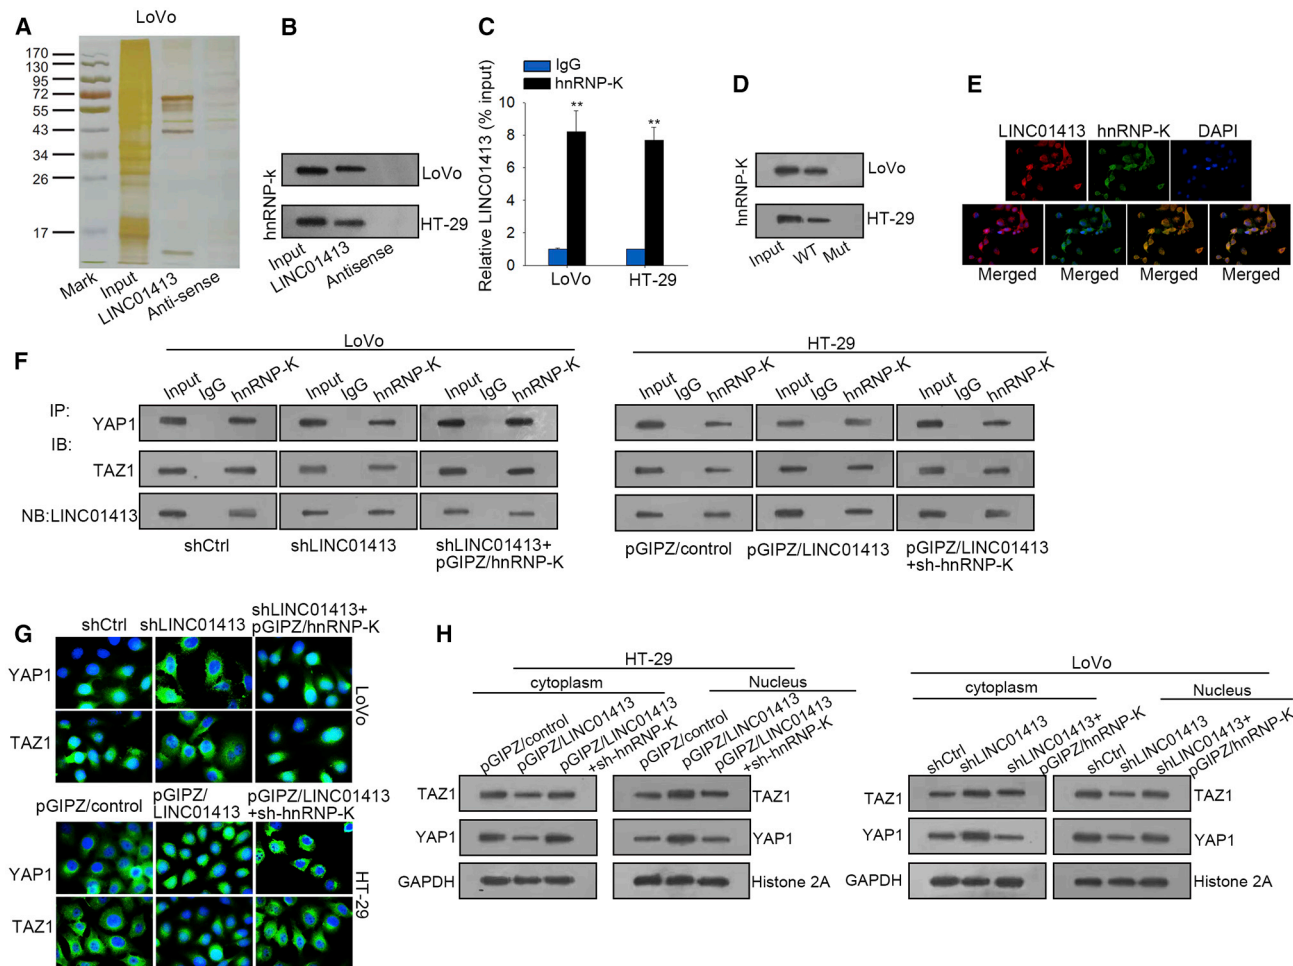 A
LoVo
170
130
95
72
55
43
34
26
17
Mark
Input
LINC01413
Anti-sense
B
hnRNP-k
LoVo
HT-29
Input
LINC01413
Antisense
C
IgG
hnRNP-K
Relative LINC01413 (% input)
10
8
6
4
2
0
**
**
LoVo
HT-29
D
hnRNP-K
LoVo
HT-29
Input
WT
Mut
E
LINC01413 hnRNP-K DAPI
Merged Merged Merged Merged
F
LoVo
Input IgG hnRNP-K Input IgG hnRNP-K Input IgG hnRNP-K
IP:
YAP1
IB:
TAZ1
NB:LINC01413
shCtrl
shLINC01413
shLINC01413+
pGIPZ/hnRNP-K
HT-29
Input IgG hnRNP-K Input IgG hnRNP-K Input IgG hnRNP-K
pGIPZ/control
pGIPZ/LINC01413
pGIPZ/LINC01413
+sh-hnRNP-K
G
shCtrl
shLINC01413
shLINC01413+
pGIPZ/hnRNP-K
YAP1
TAZ1
LoVo
pGIPZ/control
pGIPZ/
LINC01413
pGIPZ/LINC01413
+sh-hnRNP-K
YAP1
TAZ1
HT-29
H
HT-29
cytoplasm
Nucleus
pGIPZ/control
pGIPZ/LINC01413
pGIPZ/LINC01413
+sh-hnRNP-K
pGIPZ/control
pGIPZ/LINC01413
pGIPZ/LINC01413
+sh-hnRNP-K
TAZ1
TAZ1
YAP1
YAP1
GAPDH
Histone 2A
LoVo
cytoplasm
Nucleus
shCtrl
shLINC01413
shLINC01413+
pGIPZ/hnRNP-K
shCtrl
shLINC01413
shLINC01413+
pGIPZ/hnRNP-K
TAZ1
TAZ1
YAP1
YAP1
GAPDH
Histone 2A